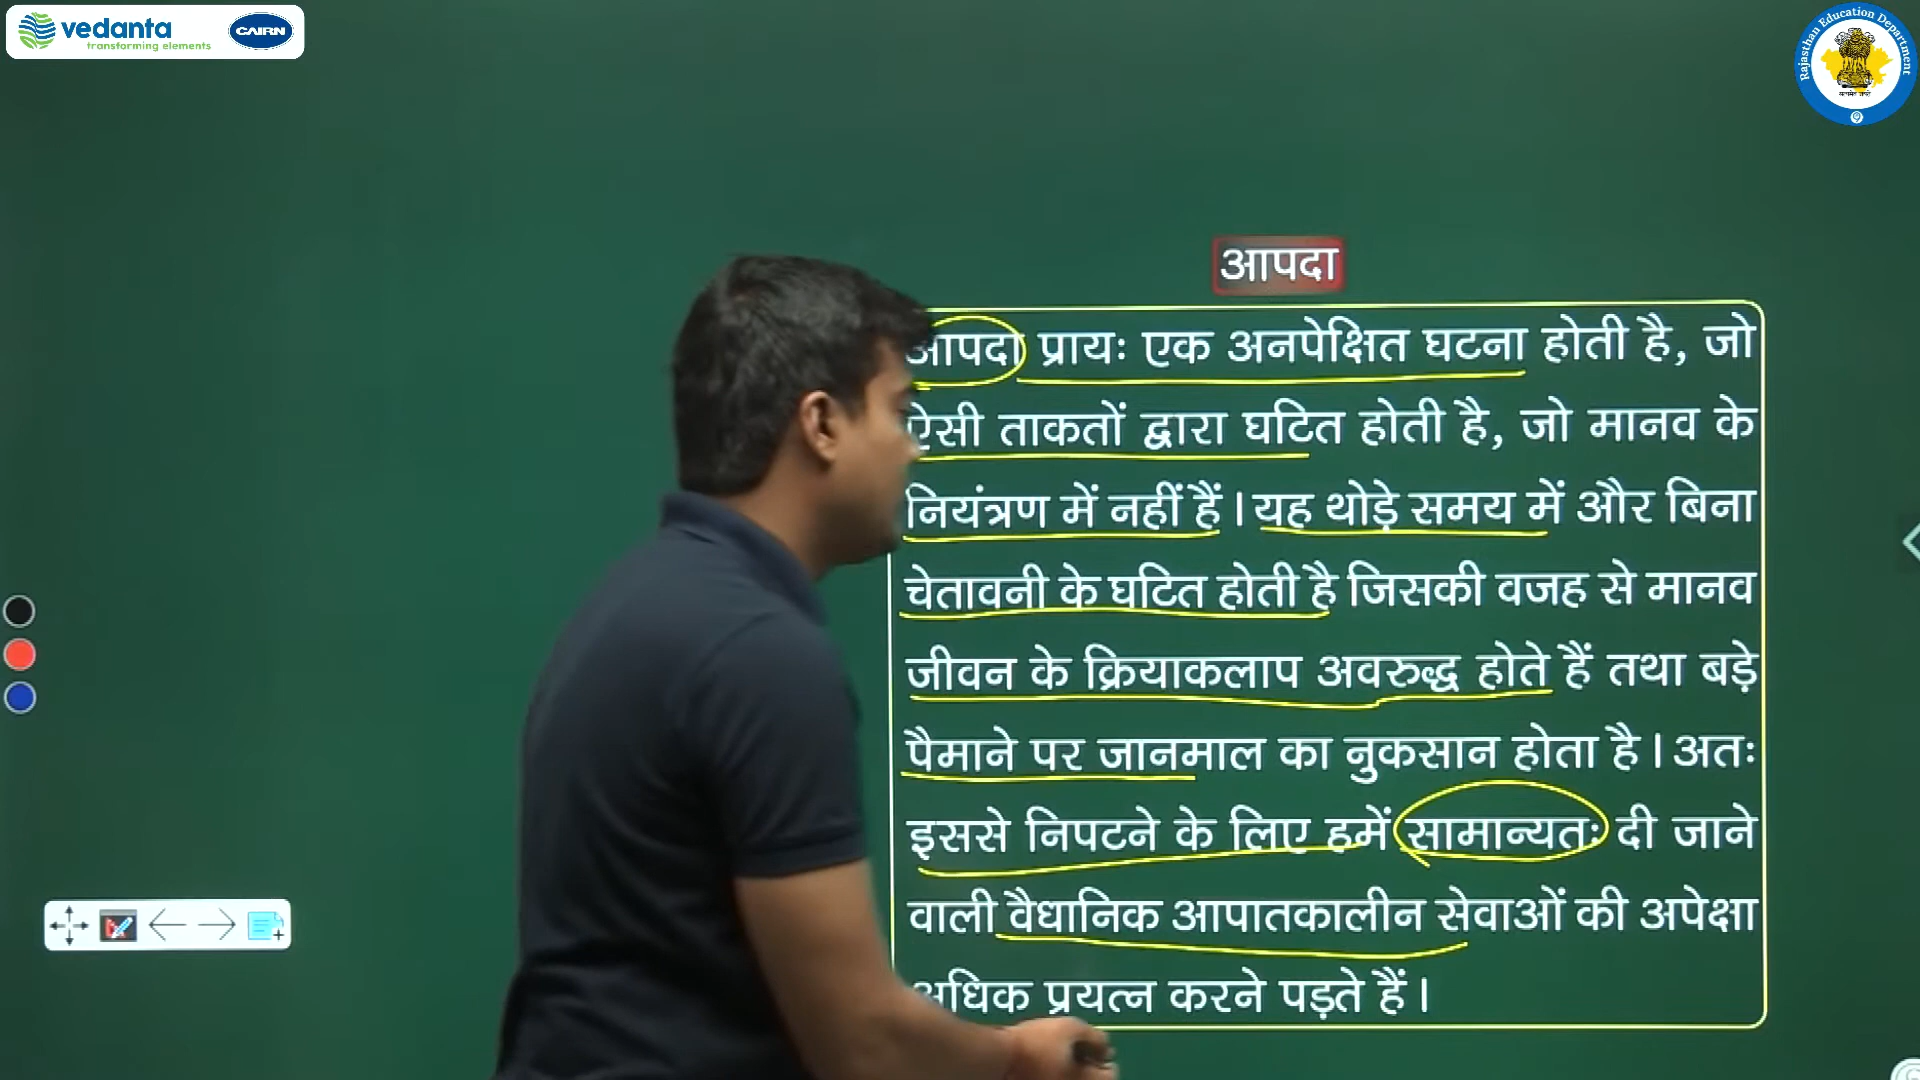 vedanta
transforming elements
CAIRN
Rajasthan Education Department
आपदा
आपदा प्रायः एक अनपेक्षित घटना होती है, जो
ऐसी ताकतों द्वारा घटित होती है, जो मानव के
नियंत्रण में नहीं हैं। यह थोड़े समय में और बिना
चेतावनी के घटित होती है जिसकी वजह से मानव
जीवन के क्रियाकलाप अवरुद्ध होते हैं तथा बड़े
पैमाने पर जानमाल का नुकसान होता है। अतः
इससे निपटने के लिए हमें सामान्यतः दी जाने
वाली वैधानिक आपातकालीन सेवाओं की अपेक्षा
अधिक प्रयत्न करने पड़ते हैं।